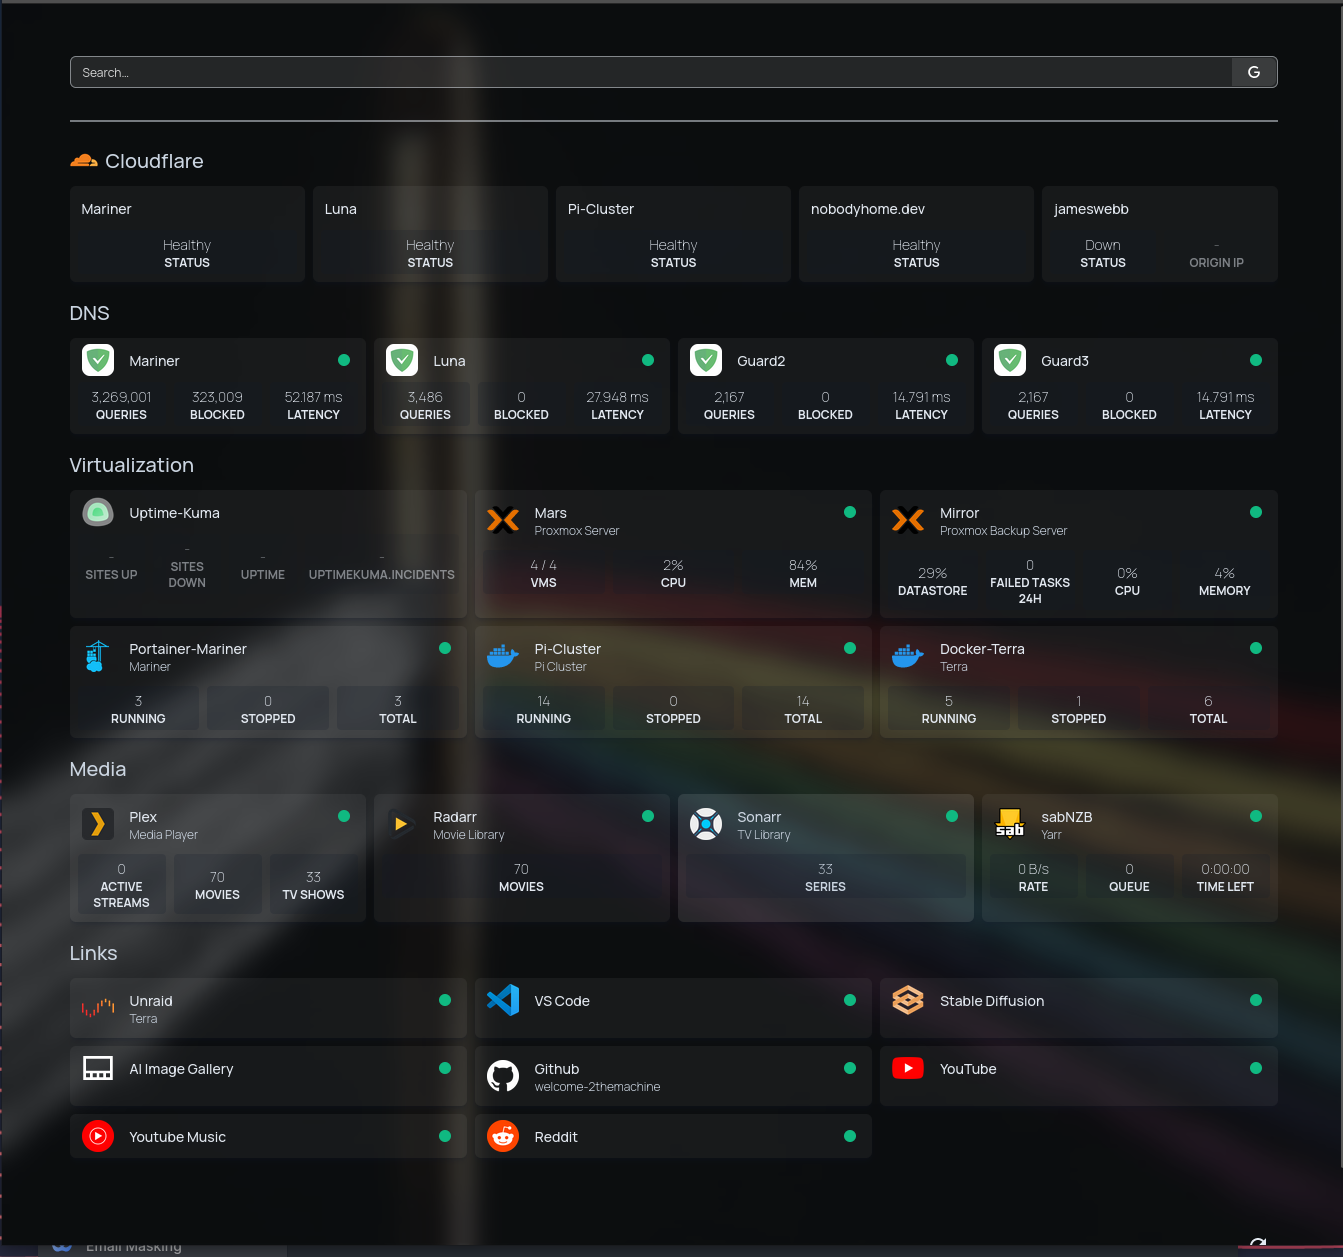 Search...
G
Cloudflare
Mariner
Luna
Pi-Cluster
nobodyhome.dev
jameswebb
Healthy
STATUS
Healthy
STATUS
Healthy
STATUS
Healthy
STATUS
Down
STATUS
-
ORIGIN IP
DNS
Mariner
3,269,001
QUERIES
323,009
BLOCKED
52.187 ms
LATENCY
Luna
3,486
QUERIES
0
BLOCKED
27.948 ms
LATENCY
Guard2
2,167
QUERIES
0
BLOCKED
14.791 ms
LATENCY
Guard3
2,167
QUERIES
0
BLOCKED
14.791 ms
LATENCY
Virtualization
Uptime-Kuma
-
SITES UP
-
SITES
DOWN
-
UPTIME
-
UPTIMEKUMA.INCIDENTS
Mars
Proxmox Server
4 / 4
VMS
2%
CPU
84%
MEM
Mirror
Proxmox Backup Server
29%
DATASTORE
0
FAILED TASKS
24H
0%
CPU
4%
MEMORY
Portainer-Mariner
Mariner
3
RUNNING
0
STOPPED
3
TOTAL
Pi-Cluster
Pi Cluster
14
RUNNING
0
STOPPED
14
TOTAL
Docker-Terra
Terra
5
RUNNING
1
STOPPED
6
TOTAL
Media
Plex
Media Player
0
ACTIVE
STREAMS
70
MOVIES
33
TV SHOWS
Radarr
Movie Library
70
MOVIES
Sonarr
TV Library
33
SERIES
sab
sabNZB
Yarr
0 B/s
RATE
0
QUEUE
0:00:00
TIME LEFT
Links
Unraid
Terra
VS Code
Stable Diffusion
AI Image Gallery
Github
welcome-2themachine
YouTube
Youtube Music
Reddit
Email Masking